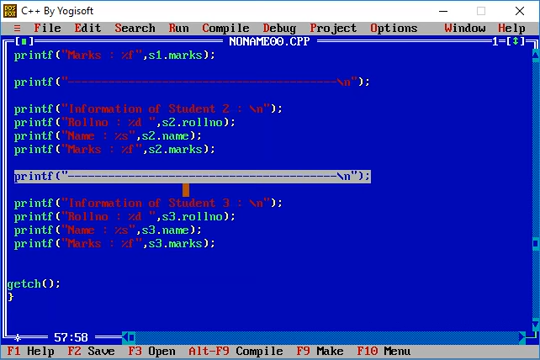 C++ By Yogisoft
≡ File Edit Search Run Compile Debug Project Options Window Help
[■] NONAME00.CPP 1=[↕]
printf("Marks : %f",s1.marks);
printf("----------------------------------------\n");
printf("Information of Student 2 : \n");
printf("Rollno : %d ",s2.rollno);
printf("Name : %s",s2.name);
printf("Marks : %f",s2.marks);
printf("----------------------------------------\n");
printf("Information of Student 3 : \n");
printf("Rollno : %d ",s3.rollno);
printf("Name : %s",s3.name);
printf("Marks : %f",s3.marks);
getch();
}
* 57:58
F1 Help F2 Save F3 Open Alt-F9 Compile F9 Make F10 Menu